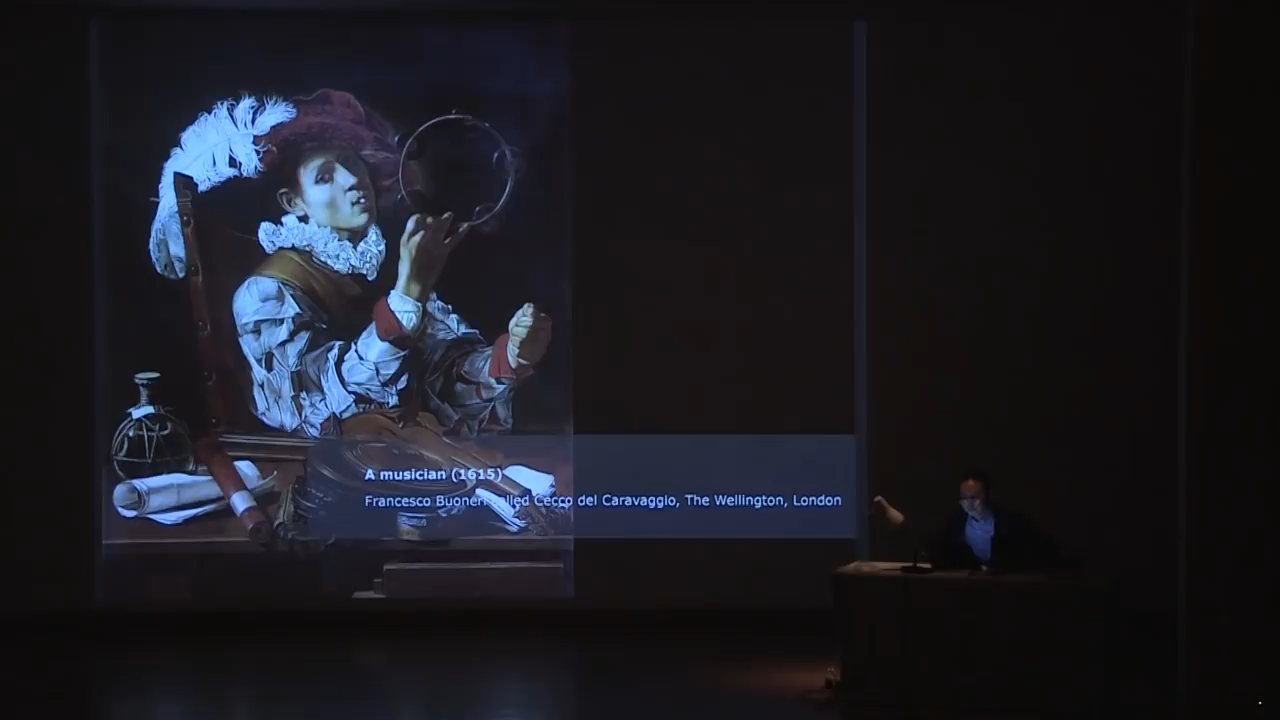 A musician (1615)
Francesco Buoneri called Cecco del Caravaggio, The Wellington, London